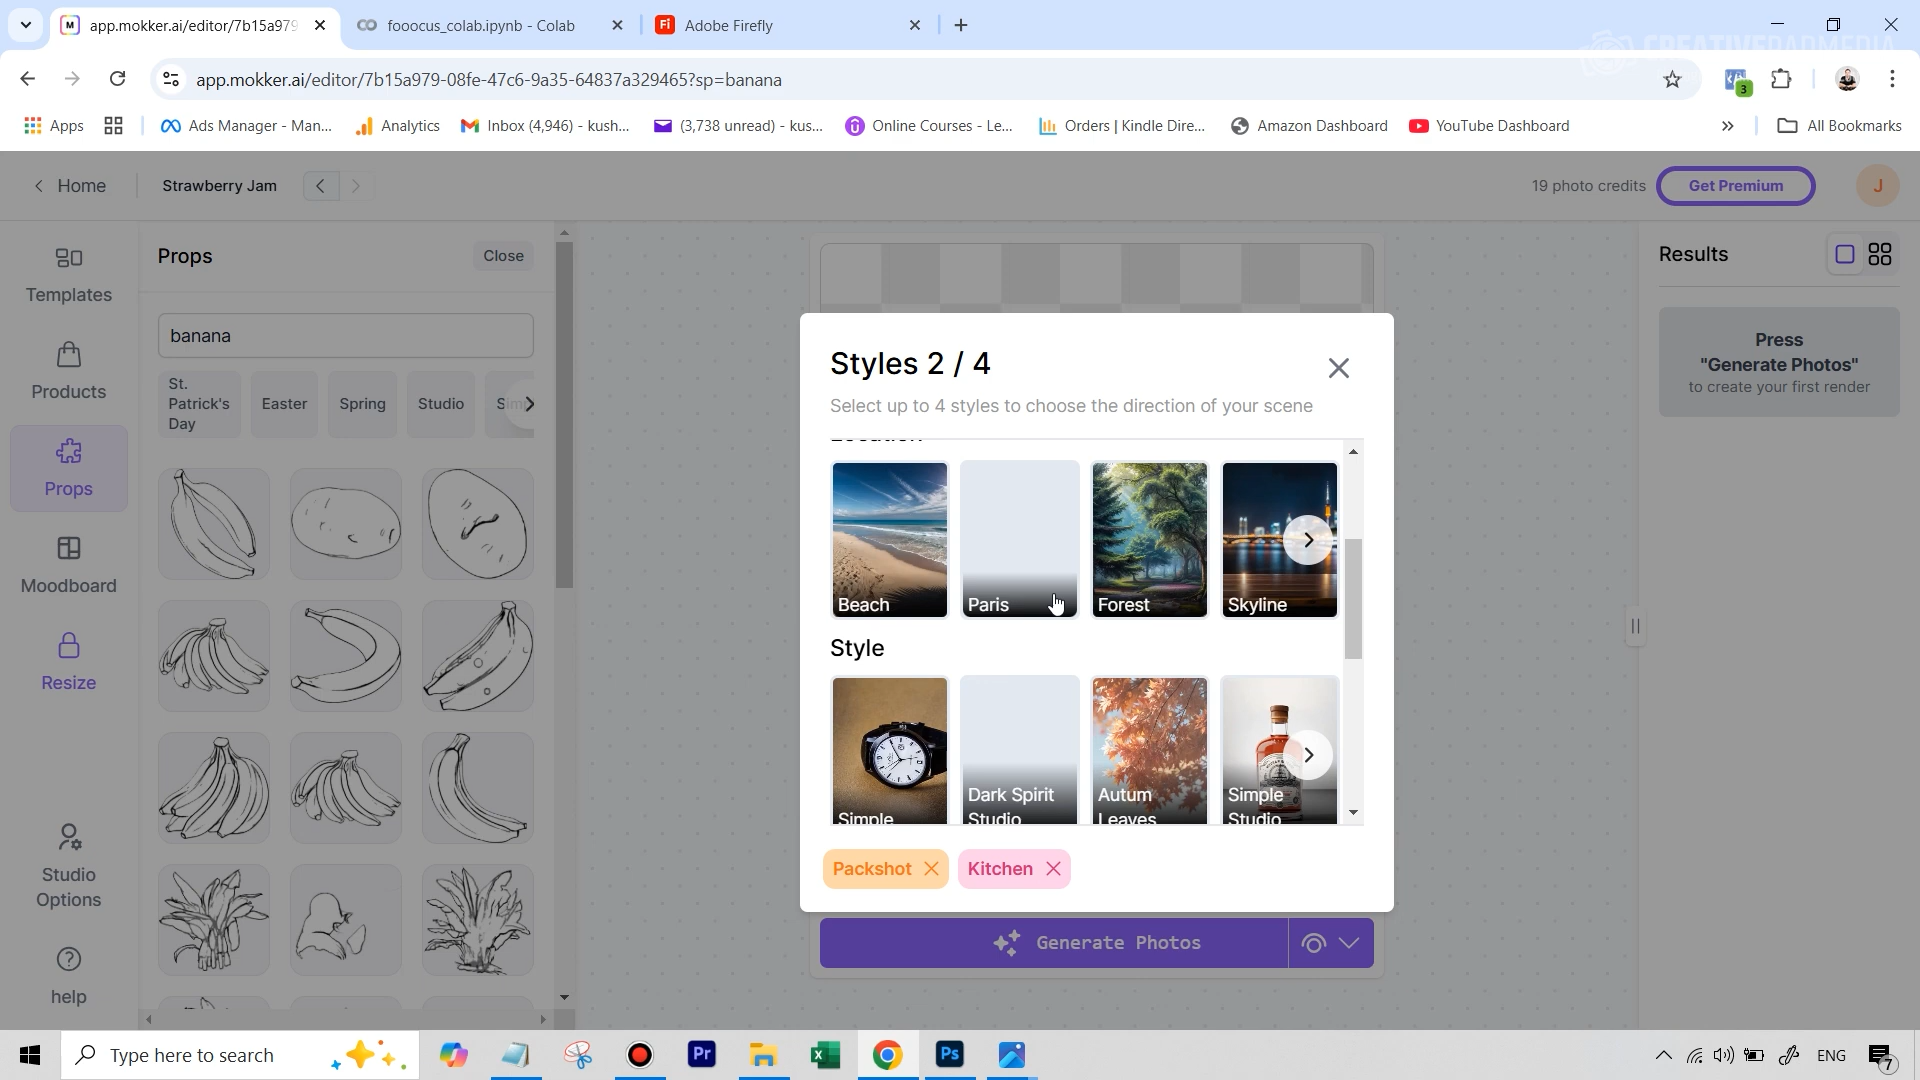 app.mokker.ai/editor/7b15a979
fooocus_colab.ipynb - Colab
Adobe Firefly
CREATIVEDADMEDIA
app.mokker.ai/editor/7b15a979-08fe-47c6-9a35-64837a329465?sp=banana
3
Apps
Ads Manager - Man...
Analytics
Inbox (4,946) - kush...
(3,738 unread) - kus...
Online Courses - Le...
Orders | Kindle Dire...
Amazon Dashboard
YouTube Dashboard
All Bookmarks
Home
Strawberry Jam
19 photo credits
Get Premium
J
Templates
Products
Props
Moodboard
Resize
Studio
Options
help
Props
Close
banana
St.
Patrick's
Day
Easter
Spring
Studio
Styles 2 / 4
Select up to 4 styles to choose the direction of your scene
Location
Beach
Paris
Forest
Skyline
Style
Simple
Dark Spirit
Studio
Autum
Leaves
Simple
Studio
Packshot
Kitchen
Generate Photos
Results
Press
"Generate Photos"
to create your first render
Type here to search
Pr
Ps
ENG
7